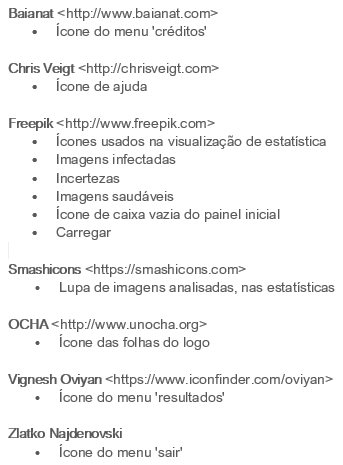 Baianat <http://www.baianat.com>
• Ícone do menu 'créditos'
Chris Veigt <http://chrisveigt.com>
• Ícone de ajuda
Freepik <http://www.freepik.com>
• Ícones usados na visualização de estatística
• Imagens infectadas
• Incertezas
• Imagens saudáveis
• Ícone de caixa vazia do painel inicial
• Carregar
Smashicons <https://smashicons.com>
• Lupa de imagens analisadas, nas estatísticas
OCHA <http://www.unocha.org>
• Ícone das folhas do logo
Vignesh Oviyan <https://www.iconfinder.com/oviyan>
• Ícone do menu 'resultados'
Zlatko Najdenovski
• Ícone do menu 'sair'